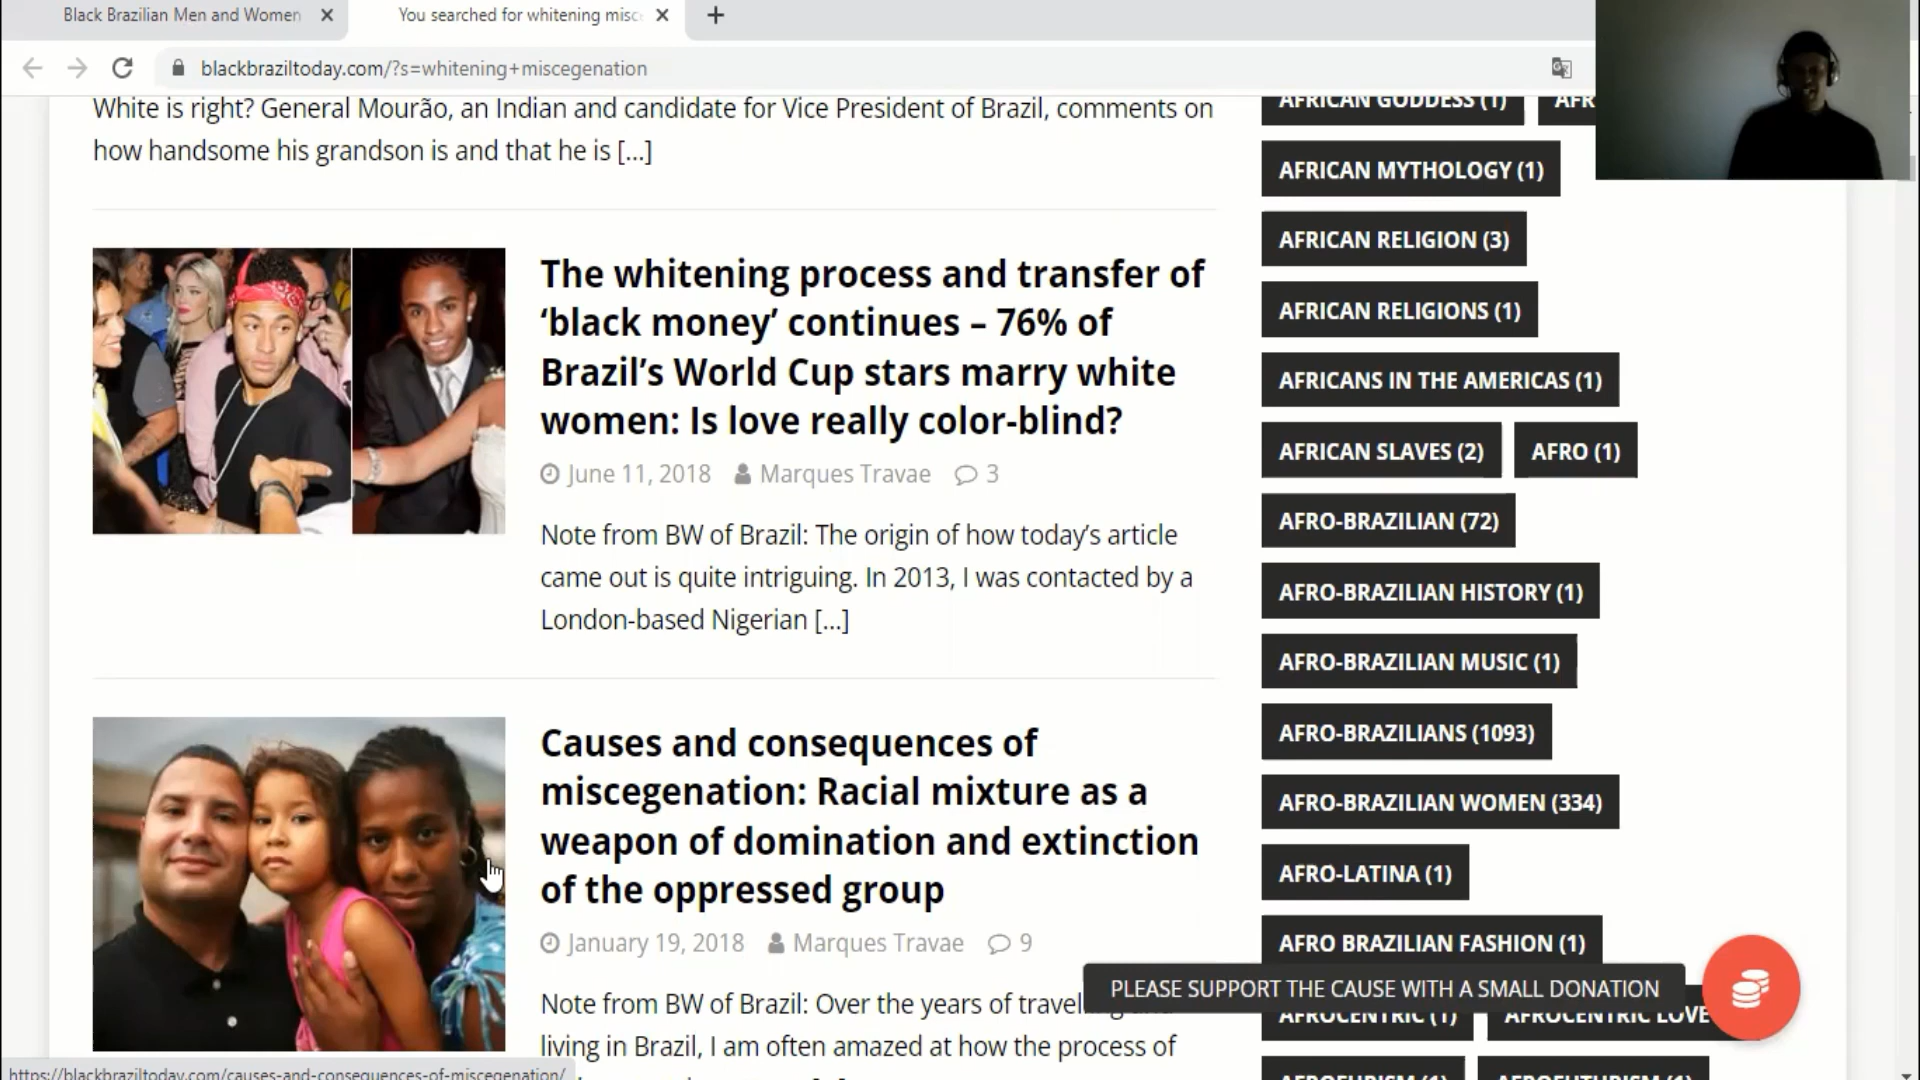 Black Brazilian Men and Women
You searched for whitening misc
blackbraziltoday.com/?s=whitening+miscegenation
White is right? General Mourão, an Indian and candidate for Vice President of Brazil, comments on
how handsome his grandson is and that he is [...]
The whitening process and transfer of
‘black money’ continues – 76% of
Brazil’s World Cup stars marry white
women: Is love really color-blind?
June 11, 2018 Marques Travae 3
Note from BW of Brazil: The origin of how today’s article
came out is quite intriguing. In 2013, I was contacted by a
London-based Nigerian [...]
Causes and consequences of
miscegenation: Racial mixture as a
weapon of domination and extinction
of the oppressed group
January 19, 2018 Marques Travae 9
Note from BW of Brazil: Over the years of
living in Brazil, I am often amazed at how the process of
https://blackbraziltoday.com/causes-and-consequences-of-miscegenation/
AFRICAN GODDESS (1) AFR
AFRICAN MYTHOLOGY (1)
AFRICAN RELIGION (3)
AFRICAN RELIGIONS (1)
AFRICANS IN THE AMERICAS (1)
AFRICAN SLAVES (2) AFRO (1)
AFRO-BRAZILIAN (72)
AFRO-BRAZILIAN HISTORY (1)
AFRO-BRAZILIAN MUSIC (1)
AFRO-BRAZILIANS (1093)
AFRO-BRAZILIAN WOMEN (334)
AFRO-LATINA (1)
AFRO BRAZILIAN FASHION (1)
PLEASE SUPPORT THE CAUSE WITH A SMALL DONATION
AFROCENTRIC (1) AFROCENTRIC LOVE
AFROFUTURISM (1)